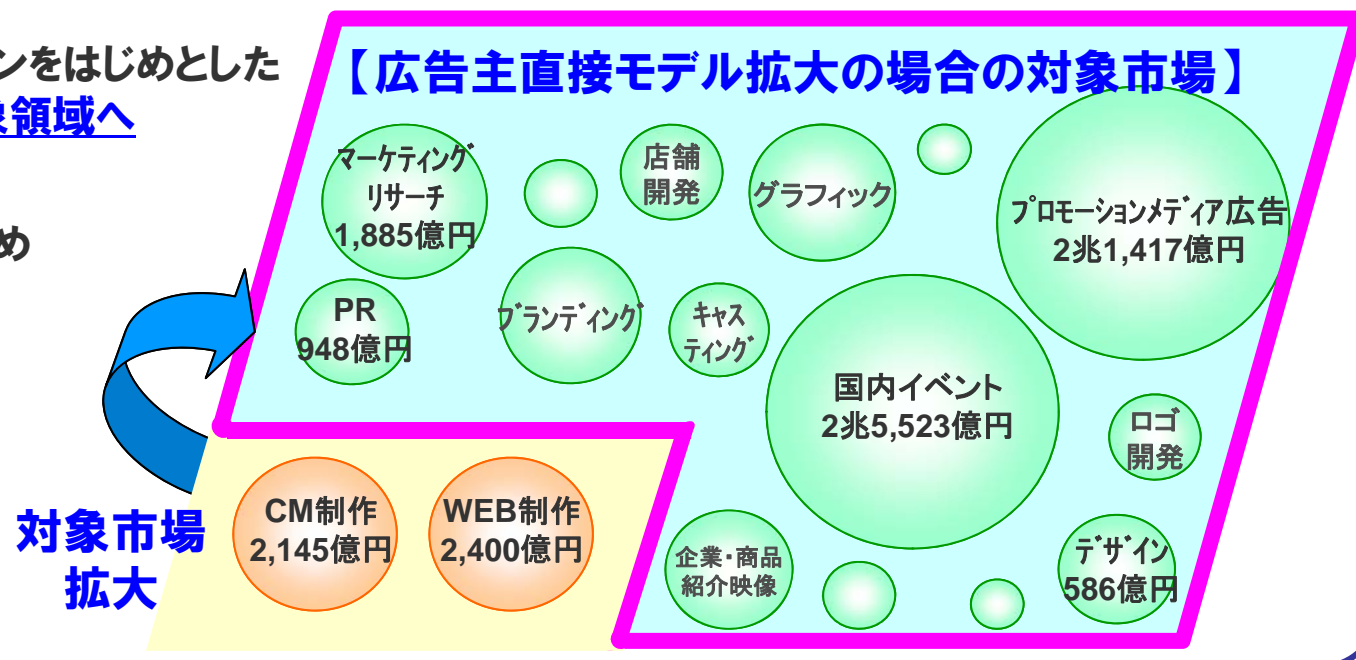 ンをはじめとした
象領域へ
め
【広告主直接モデル拡大の場合の対象市場】
マーケティング
リサーチ
1,885億円
店舗
開発
グラフィック
プロモーションメディア広告
2兆1,417億円
PR
948億円
ブランディング
キャス
ティング
国内イベント
2兆5,523億円
ロゴ
開発
対象市場
拡大
CM制作
2,145億円
WEB制作
2,400億円
企業・商品
紹介映像
デザイン
586億円